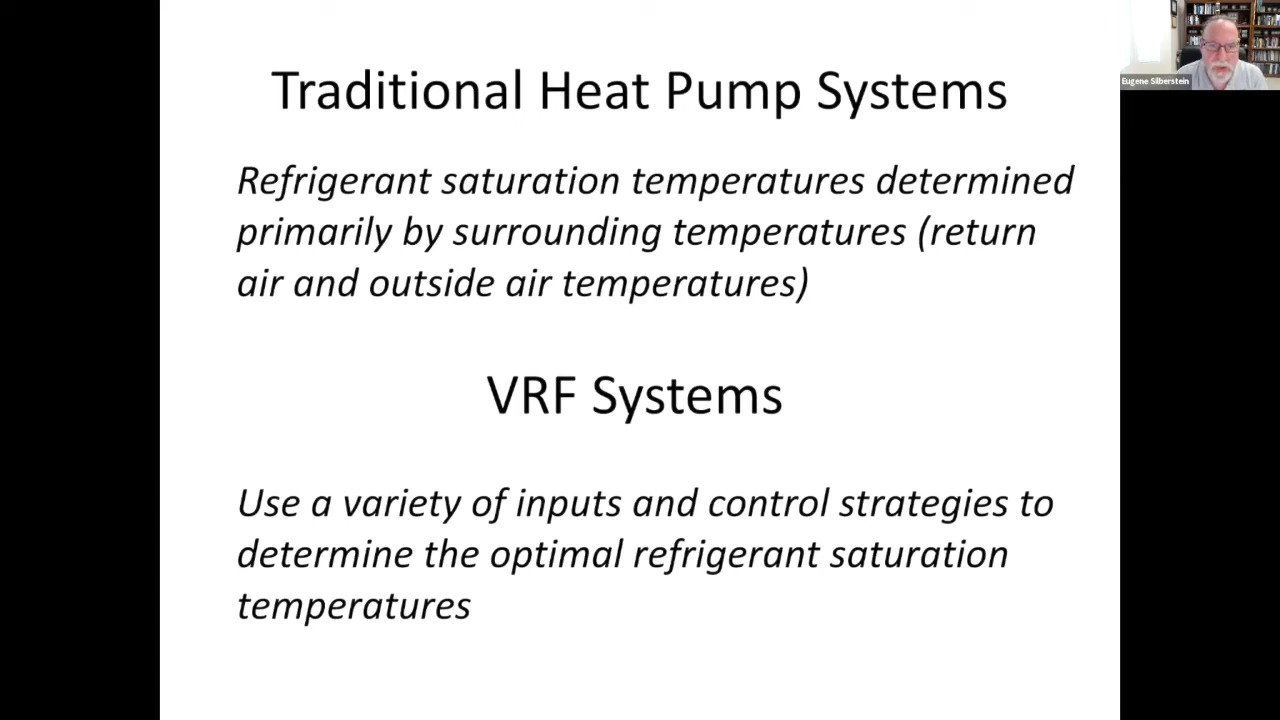 Traditional Heat Pump Systems
Refrigerant saturation temperatures determined
primarily by surrounding temperatures (return
air and outside air temperatures)
VRF Systems
Use a variety of inputs and control strategies to
determine the optimal refrigerant saturation
temperatures
Eugene Silberstein